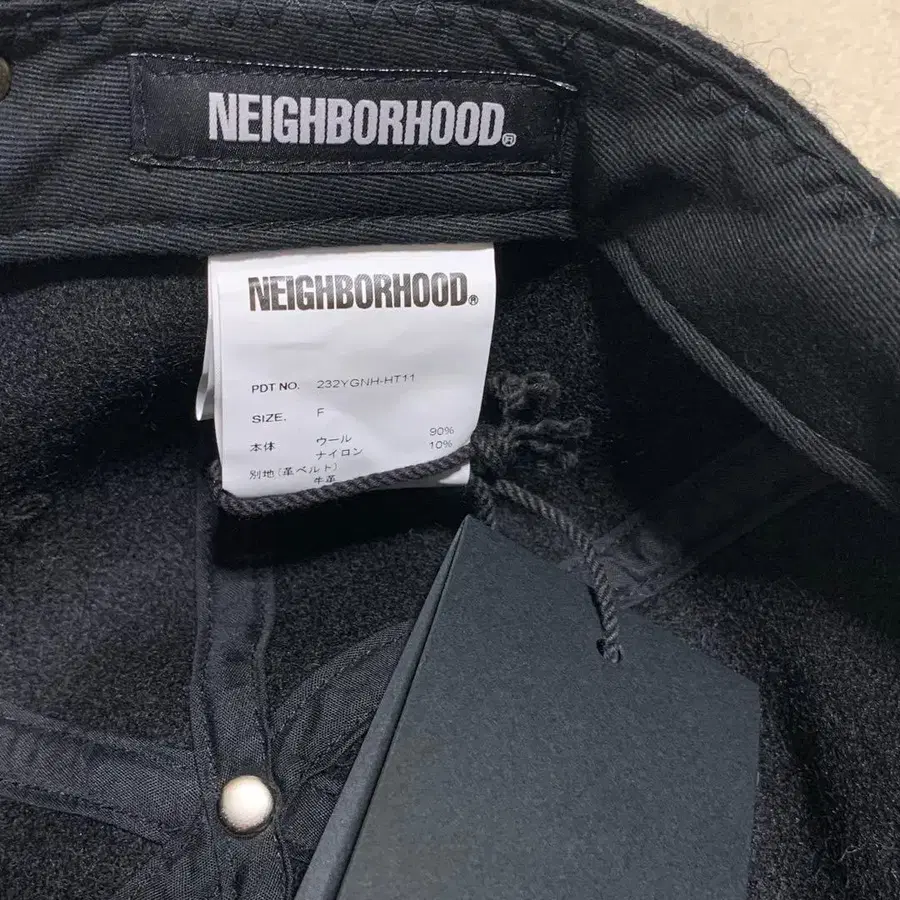 NEIGHBORHOOD®
NEIGHBORHOOD®
PDT NO. 232YGNH-HT11
SIZE. F
本体 ウール 90%
ナイロン 10%
別地(革ベルト)
牛革